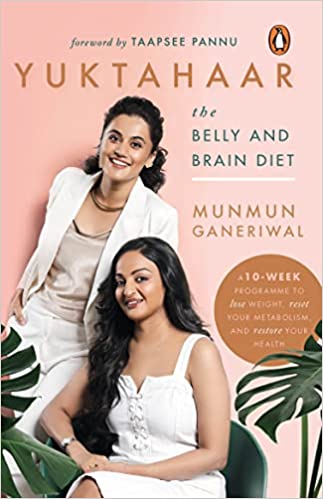 foreword by TAAPSEE PANNU
YUKTAHAAR
the
BELLY AND
BRAIN DIET
MUNMUN
GANERIWAL
A 10-WEEK
PROGRAMME TO
lose WEIGHT, reset
YOUR METABOLISM,
AND restore YOUR
HEALTH